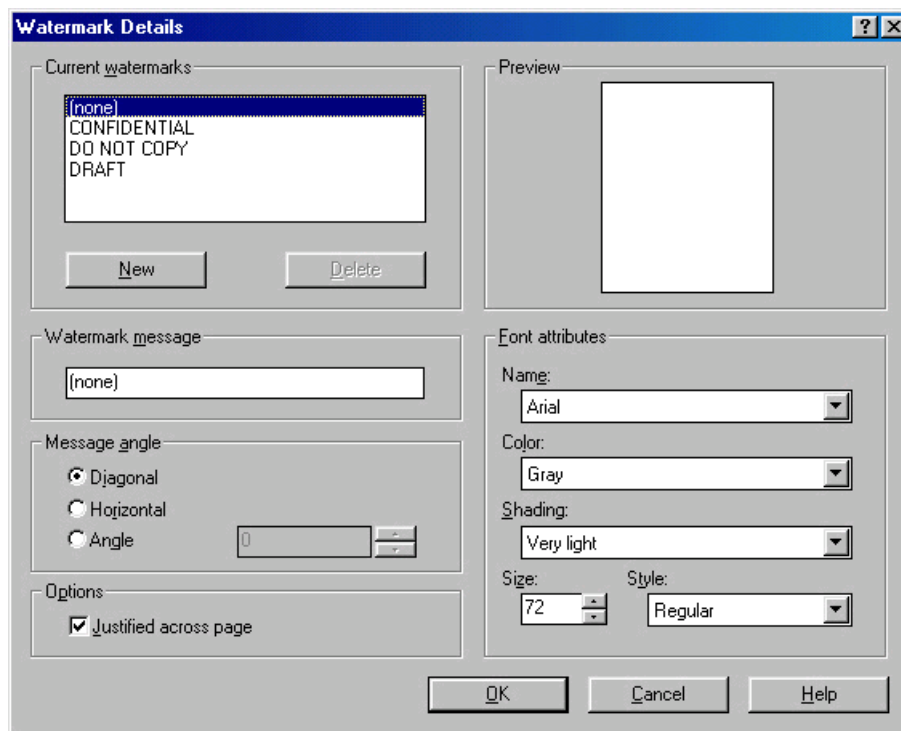 Watermark Details
Current watermarks
(none)
CONFIDENTIAL
DO NOT COPY
DRAFT
New
Delete
Preview
Watermark message
(none)
Message angle
Diagonal
Horizontal
Angle
0
Options
Justified across page
Font attributes
Name:
Arial
Color:
Gray
Shading:
Very light
Size:
Style:
72
Regular
OK
Cancel
Help